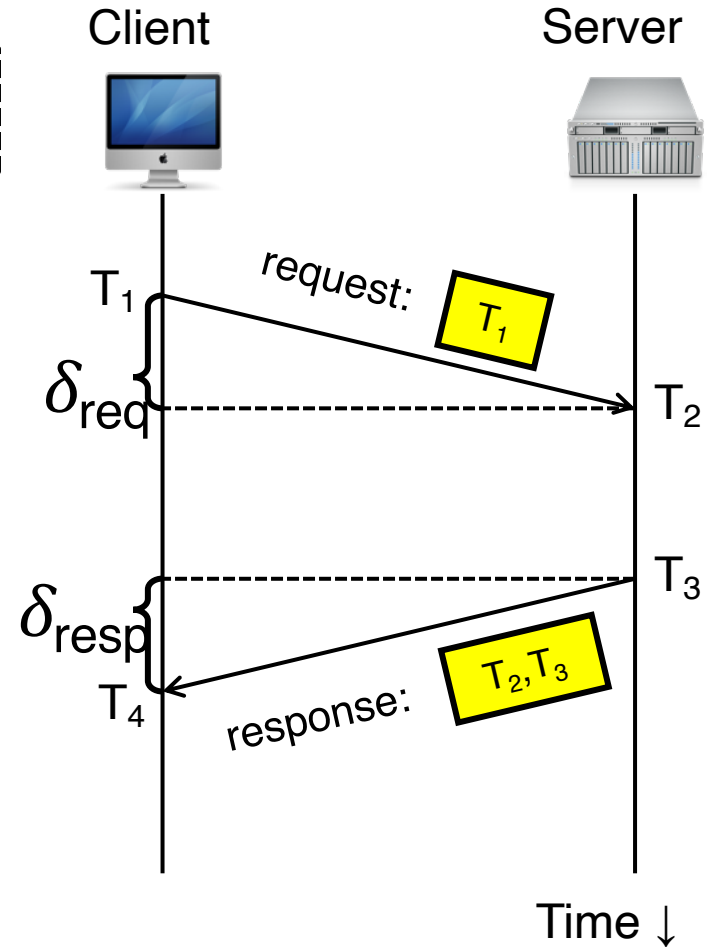 Client
Server
T₁
request:
T₁
δreq
T₂
T₃
δresp
T₂,T₃
T₄
response:
Time ↓